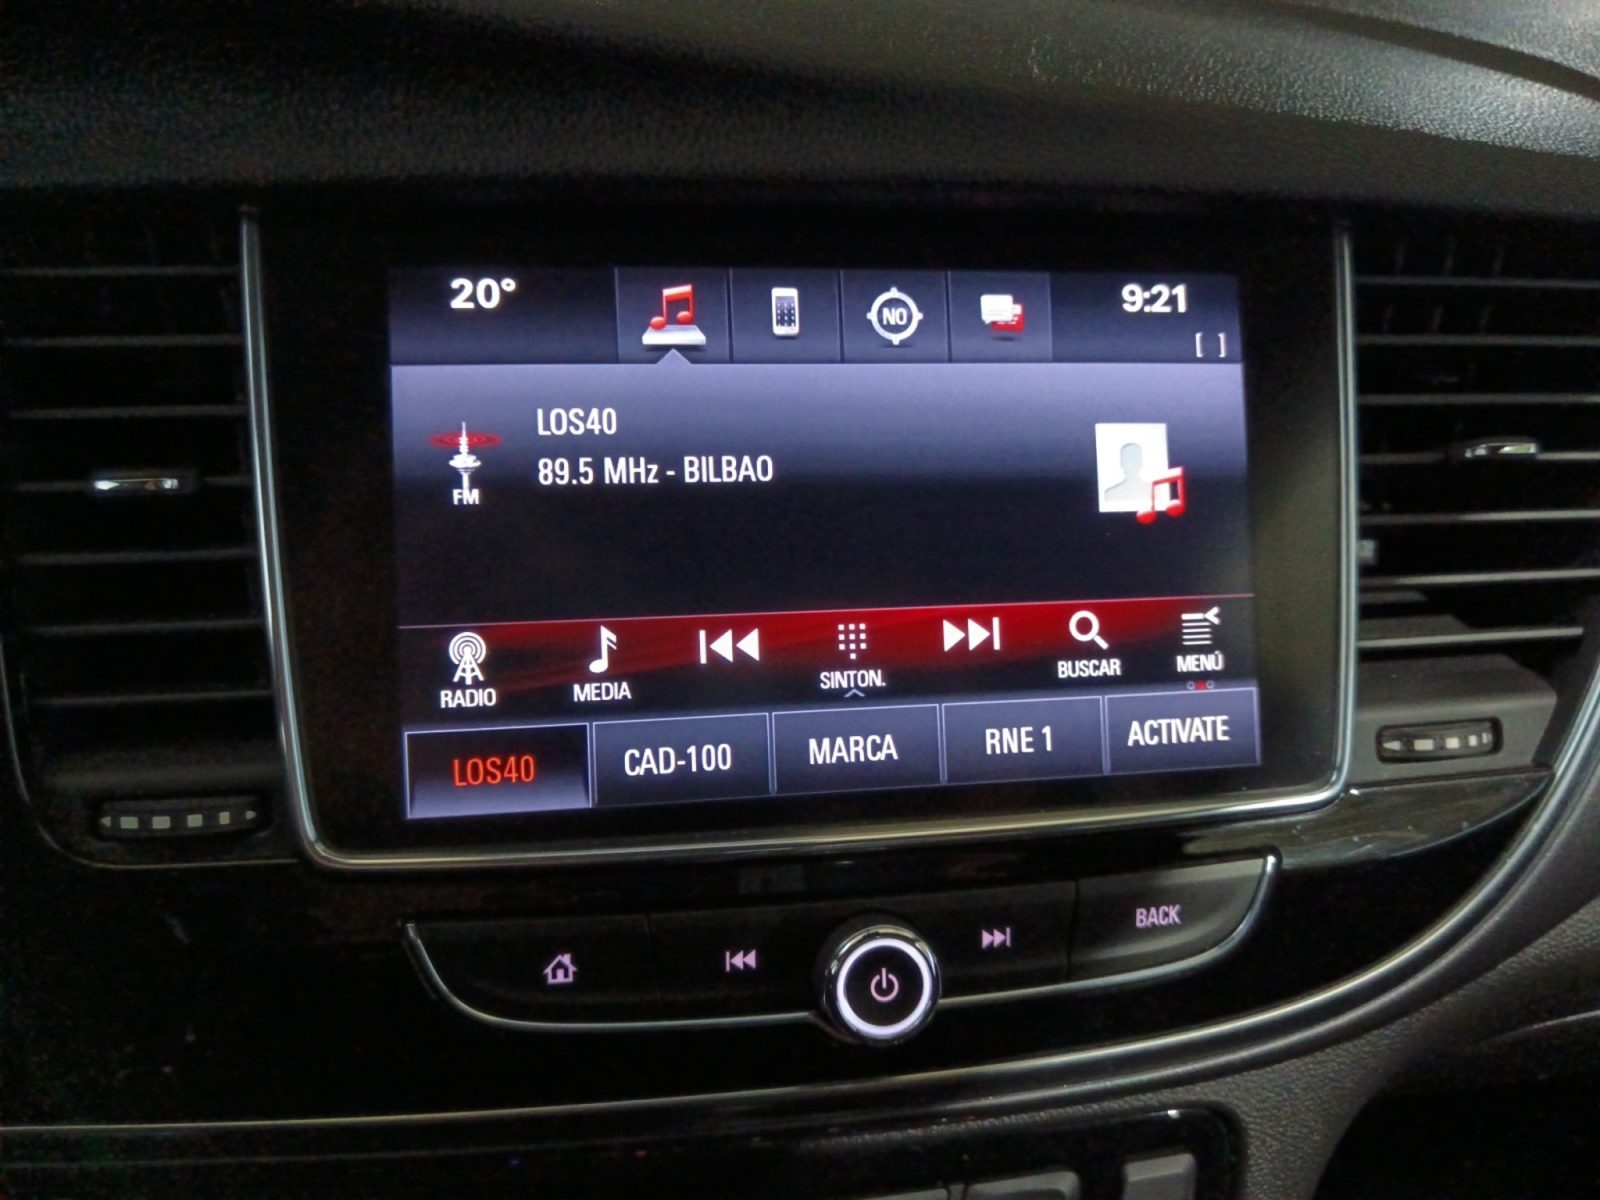 20°
NO
9:21
[ ]
LOS40
89.5 MHz - BILBAO
FM
RADIO
MEDIA
SINTON.
BUSCAR
MENÚ
LOS40
CAD-100
MARCA
RNE 1
ACTIVATE
BACK